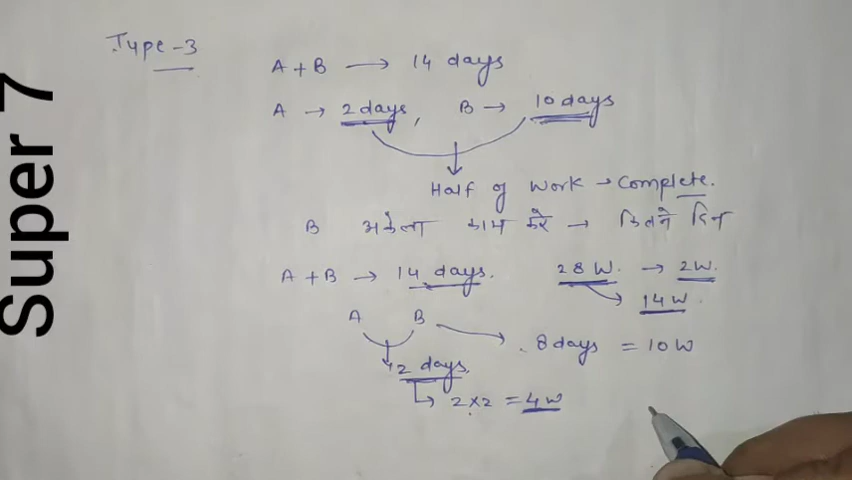 Super 7
Type-3
A + B → 14 days
A → 2 days, B → 10 days
Half of Work → Complete.
B अकेला काम करे → कितने दिन
A + B → 14 days. 28 W. → 2W.
14 W.
A B 8 days = 10 W
2 days.
2×2 = 4W